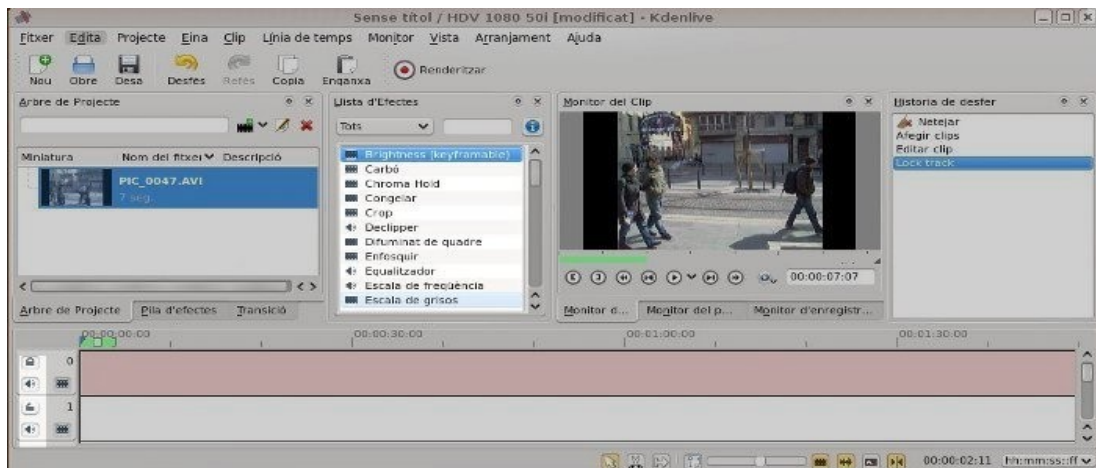 Sense títol / HDV 1080 50i [modificat] - Kdenlive
Fitxer Edita Projecte Eina Clip Línia de temps Monitor Vista Arranjament Ajuda
Nou Obre Desa Desfes Refés Copia Enganxa Renderitzar
Arbre de Projecte
Miniatura Nom del fitxer Descripció
PIC_0047.AVI
7 seg.
Arbre de Projecte Pila d'efectes Transició
Llista d'Efectes
Tots
Brightness (keyframable)
Carbó
Chroma Hold
Congelar
Crop
Declipper
Difuminat de quadre
Enfosquir
Equalitzador
Escala de freqüència
Escala de grisos
Monitor del Clip
00:00:07:07
Monitor d... Monitor del p... Monitor d'enregistr...
Historia de desfer
Netejar
Afegir clips
Editar clip
Lock track
00:00:00:00 00:00:30:00 00:01:00:00 00:01:30:00
0
1
00:00:02:11 hh:mm:ss::ff